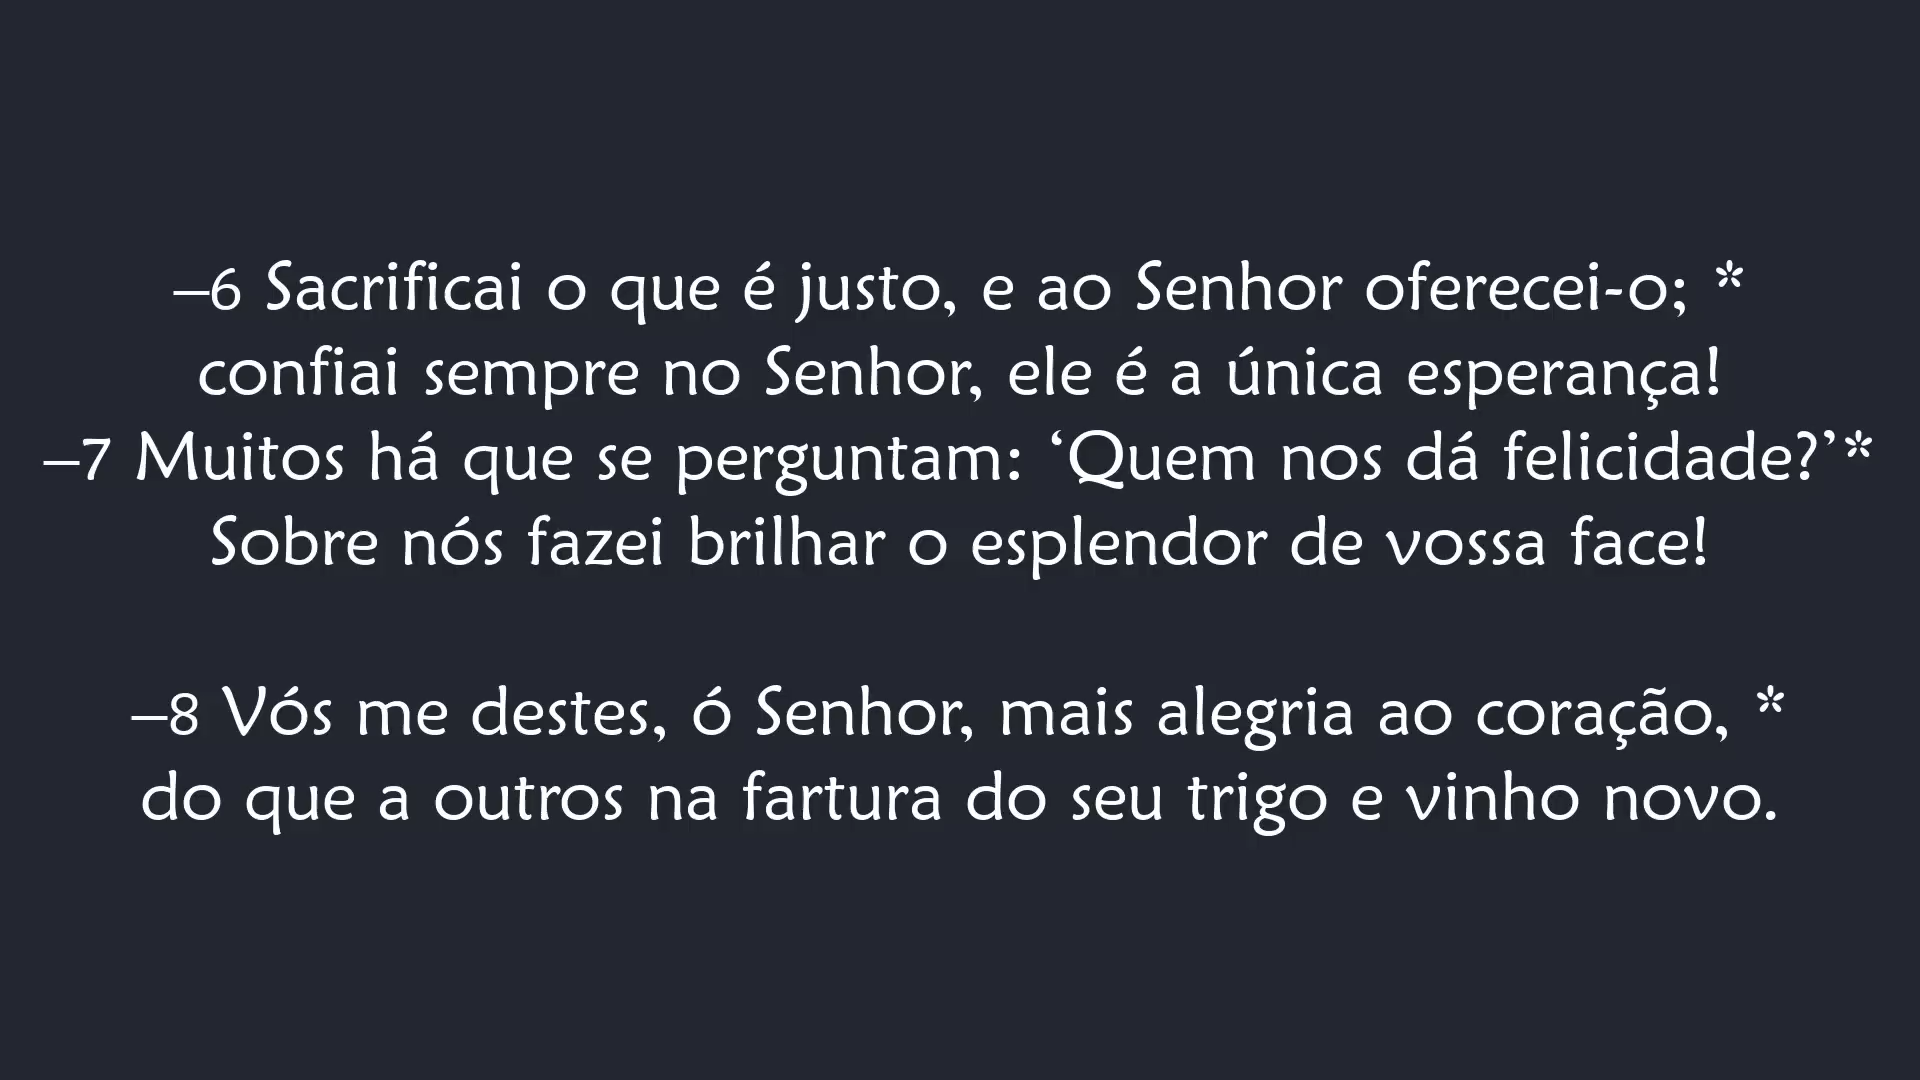 –6 Sacrificai o que é justo, e ao Senhor oferecei-o; *
confiai sempre no Senhor, ele é a única esperança!
–7 Muitos há que se perguntam: ‘Quem nos dá felicidade?’*
Sobre nós fazei brilhar o esplendor de vossa face!
–8 Vós me destes, ó Senhor, mais alegria ao coração, *
do que a outros na fartura do seu trigo e vinho novo.